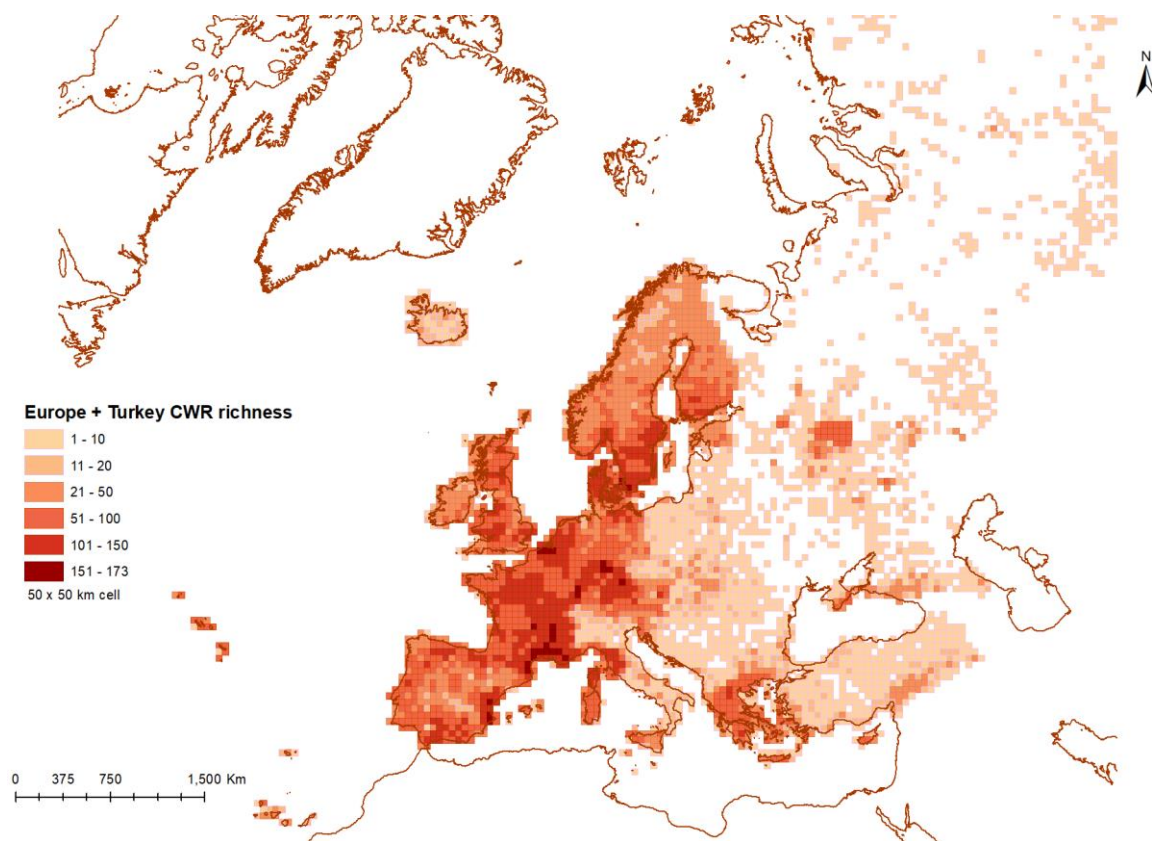 N
Europe + Turkey CWR richness
1 - 10
11 - 20
21 - 50
51 - 100
101 - 150
151 - 173
50 x 50 km cell
0 375 750 1,500 Km